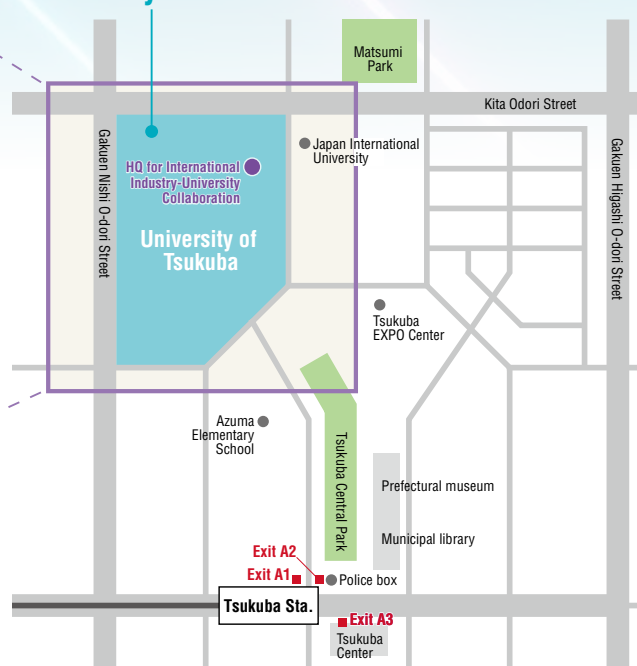 y
Matsumi
Park
Kita Odori Street
Gakuen Nishi O-dori Street
Japan International
University
HQ for International
Industry-University
Collaboration
University of
Tsukuba
Gakuen Higashi O-dori Street
Tsukuba
EXPO Center
Azuma
Elementary
School
Tsukuba Central Park
Prefectural museum
Municipal library
Exit A2
Exit A1
Police box
Tsukuba Sta.
Exit A3
Tsukuba
Center